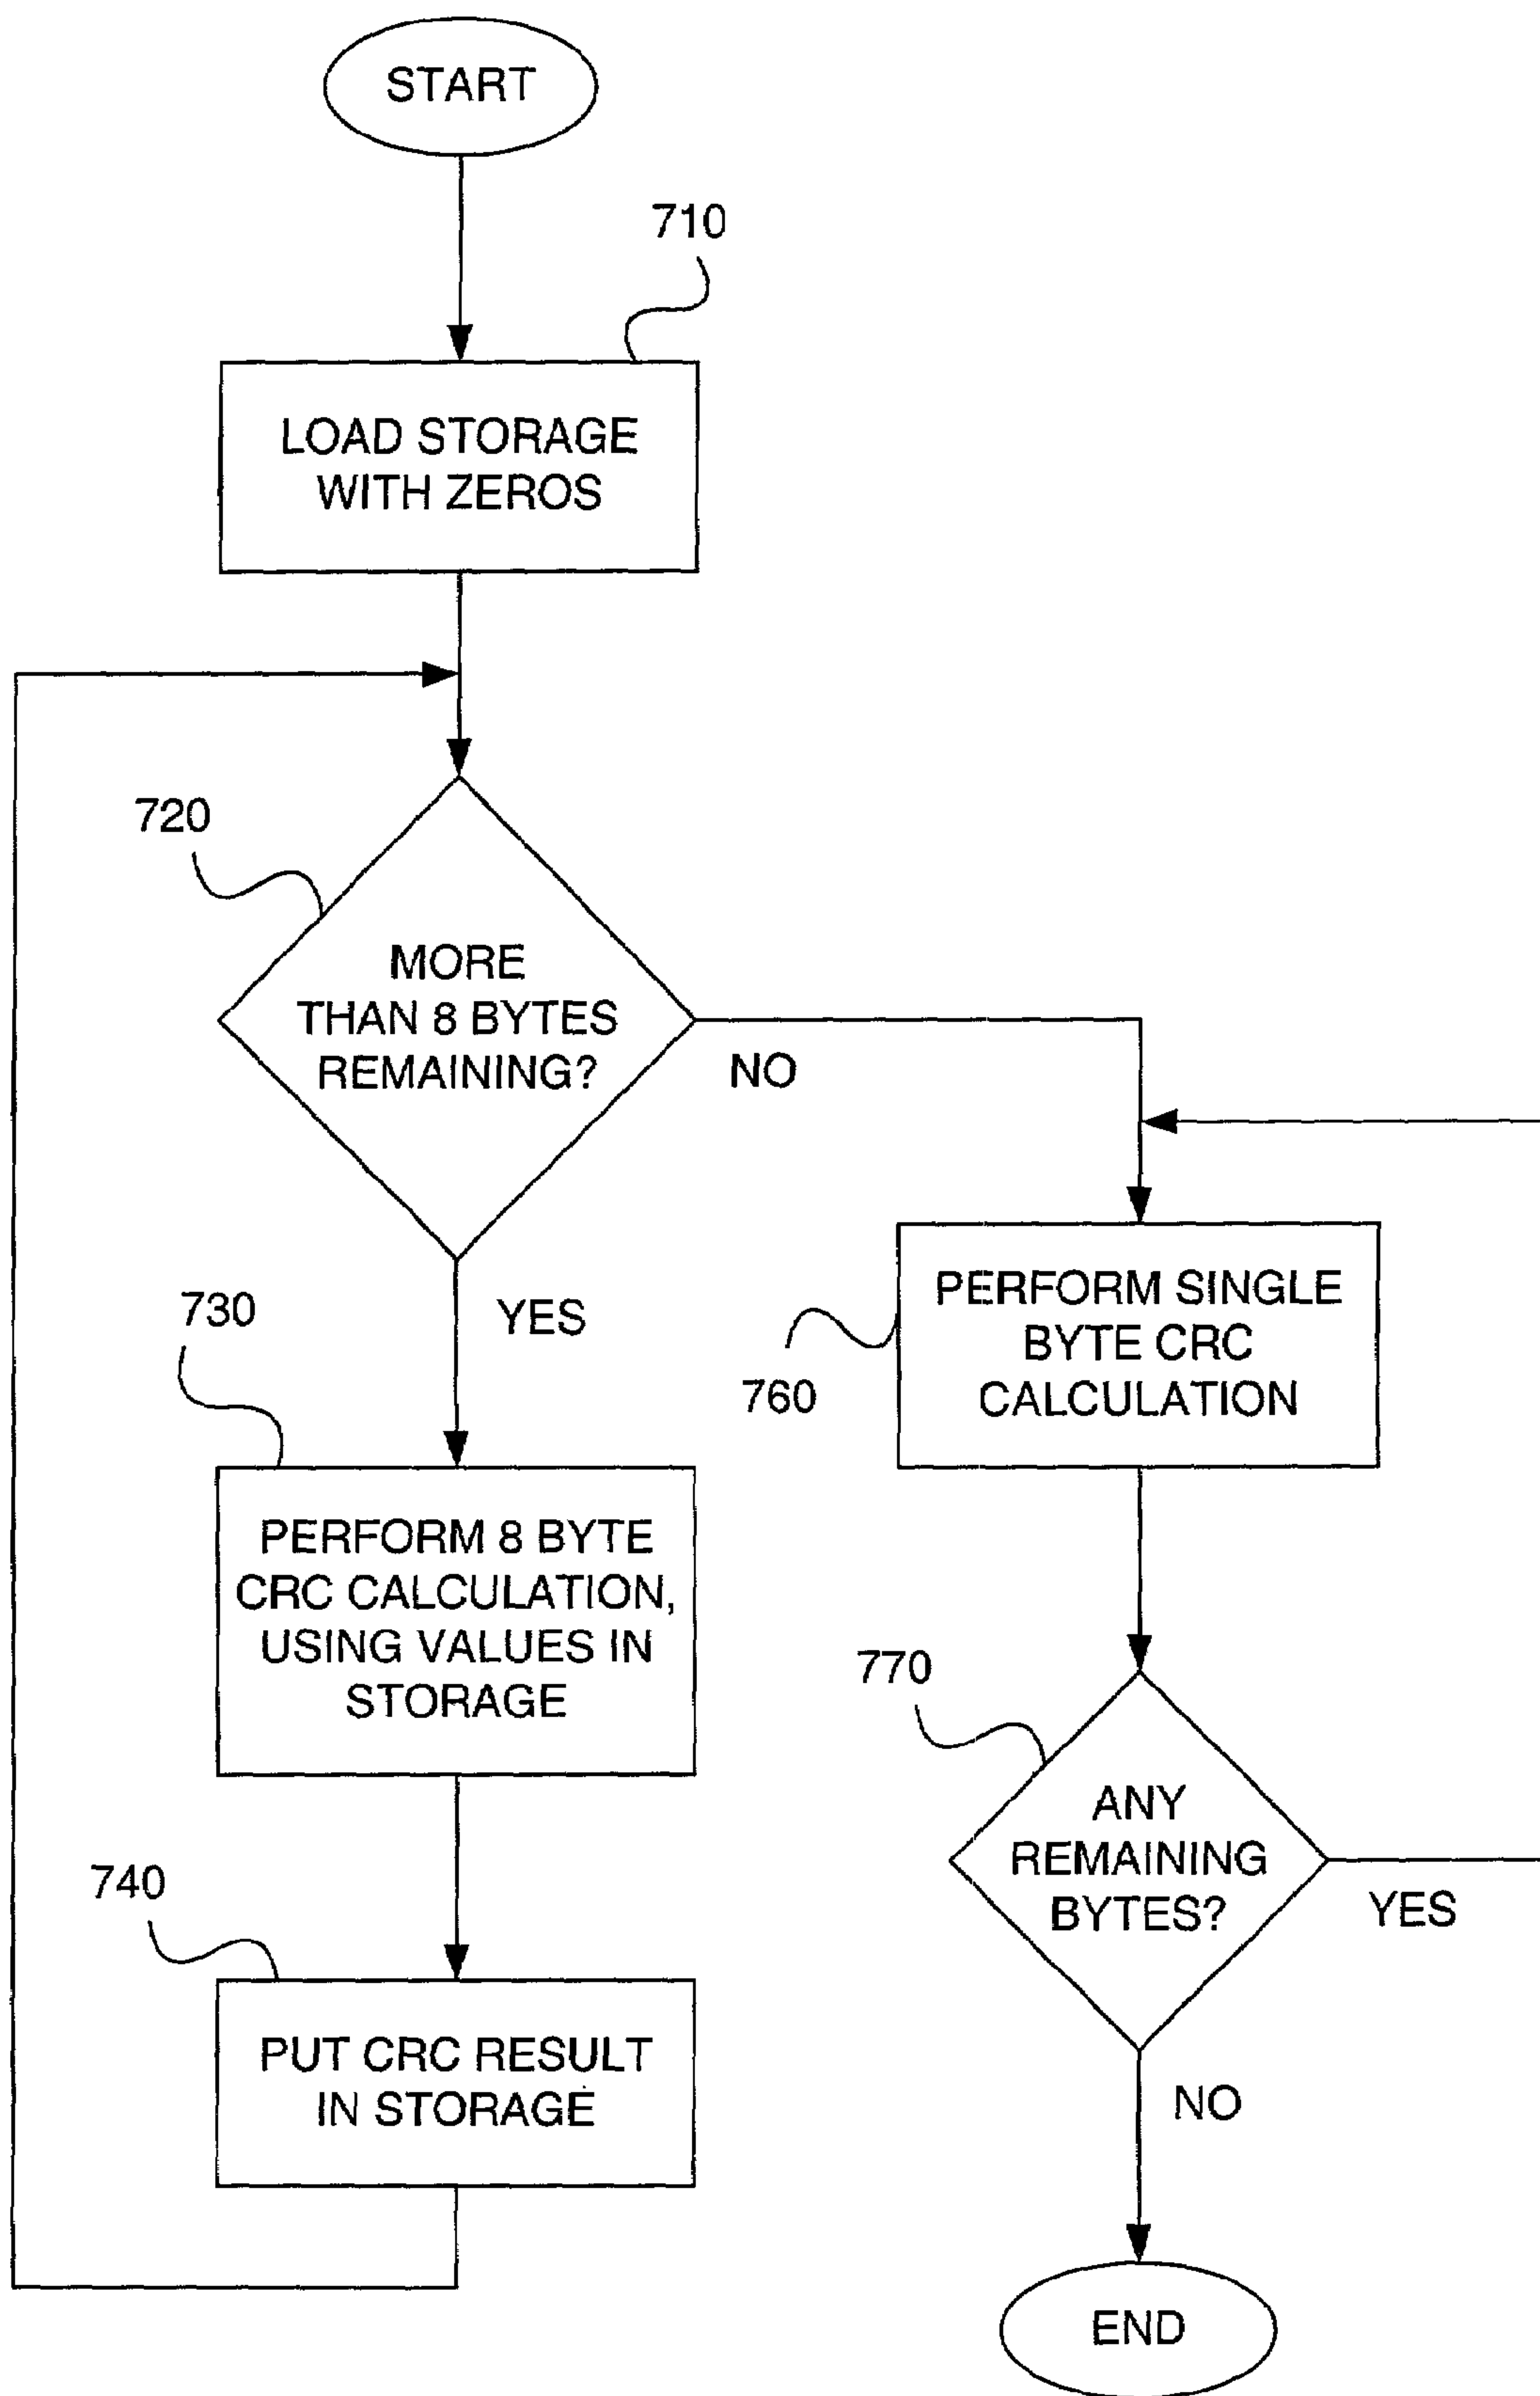 START
710
LOAD STORAGE
WITH ZEROS
720
MORE
THAN 8 BYTES
REMAINING?
NO
YES
730
PERFORM 8 BYTE
CRC CALCULATION,
USING VALUES IN
STORAGE
740
PUT CRC RESULT
IN STORAGE
PERFORM SINGLE
BYTE CRC
CALCULATION
760
770
ANY
REMAINING
BYTES?
YES
NO
END